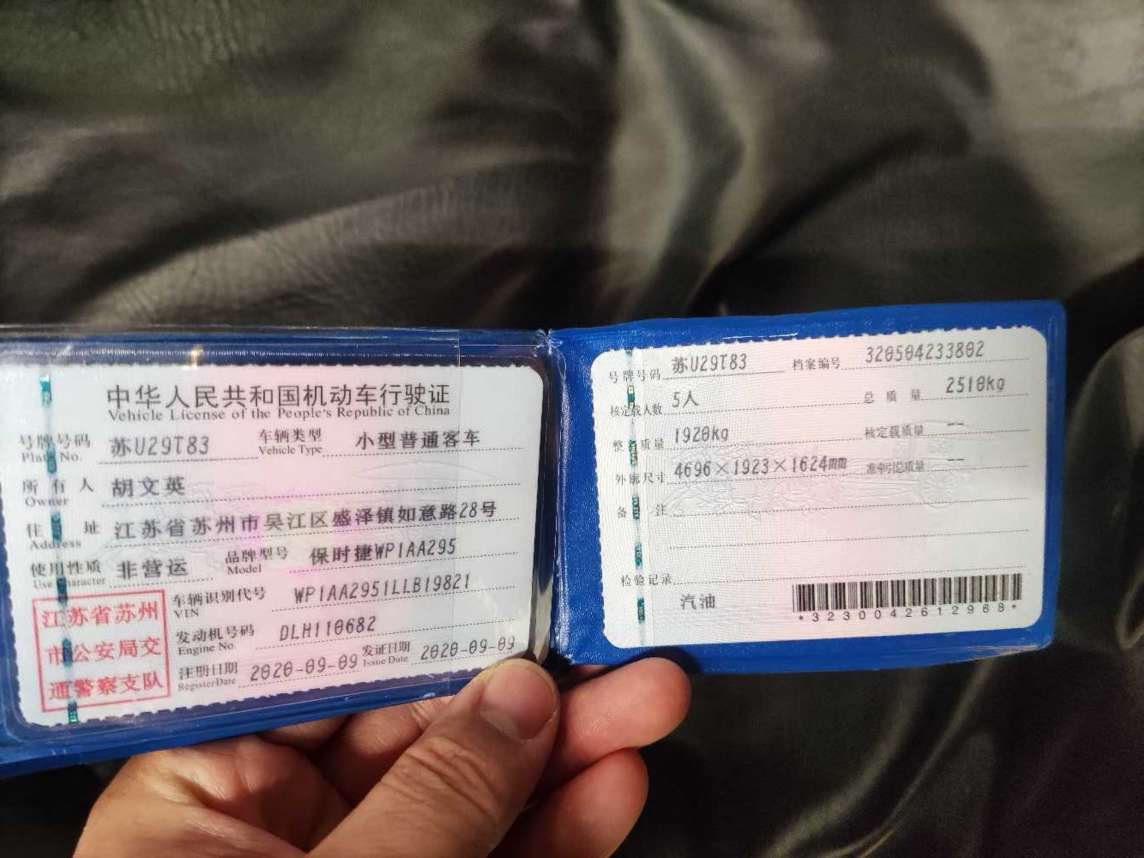 中华人民共和国机动车行驶证
Vehicle License of the People's Republic of China
号牌号码 苏U29T83 车辆类型 小型普通客车
Plate No. Vehicle Type
所有人 胡文英
Owner
住址 江苏省苏州市吴江区盛泽镇如意路28号
Address
使用性质 非营运 品牌型号 保时捷WP1AA295
Use Character Model
江苏省苏州
市公安局交
通警察支队
车辆识别代号 WP1AA2951LLB19821
VIN
发动机号码 DLH110682
Engine No.
注册日期 2020-09-09 发证日期 2020-09-09
Register Date Issue Date
号牌号码 苏U29T83 档案编号 320504233802
核定载人数 5人 总质量 2510kg
整备质量 1920kg 核定载质量 --
外廓尺寸 4696×1923×1624mm 准牵引总质量 --
备注
检验记录
汽油
*3230042612968*